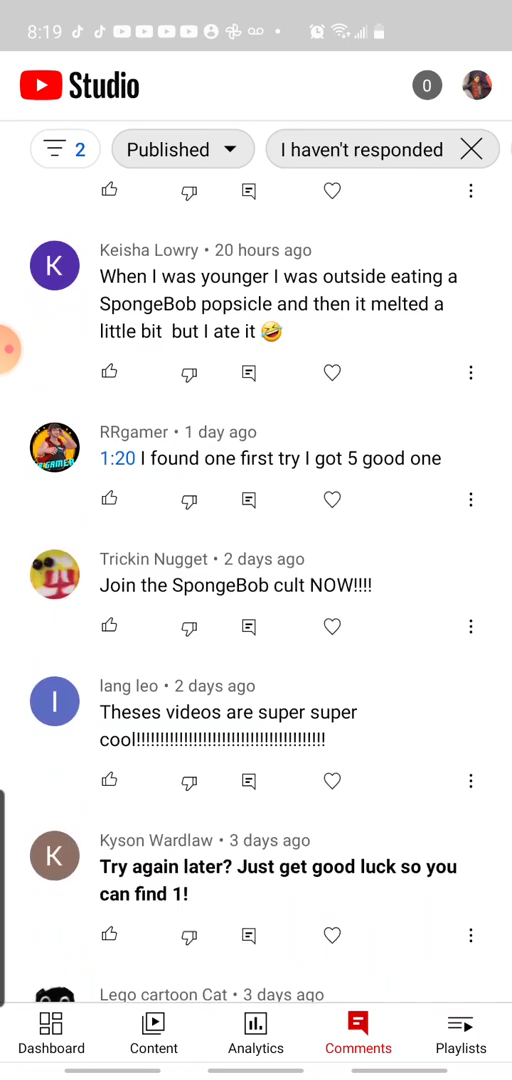 8:19
Studio
0
2
Published
I haven't responded
K
Keisha Lowry • 20 hours ago
When I was younger I was outside eating a
SpongeBob popsicle and then it melted a
little bit  but I ate it 🤣
RRgamer • 1 day ago
1:20 I found one first try I got 5 good one
GAMER
Trickin Nugget • 2 days ago
Join the SpongeBob cult NOW!!!!
I
Iang leo • 2 days ago
Theses videos are super super
cool!!!!!!!!!!!!!!!!!!!!!!!!!!!!!!!!!!!!!!!!
K
Kyson Wardlaw • 3 days ago
Try again later? Just get good luck so you
can find 1!
Lego cartoon Cat • 3 days ago
Dashboard
Content
Analytics
Comments
Playlists